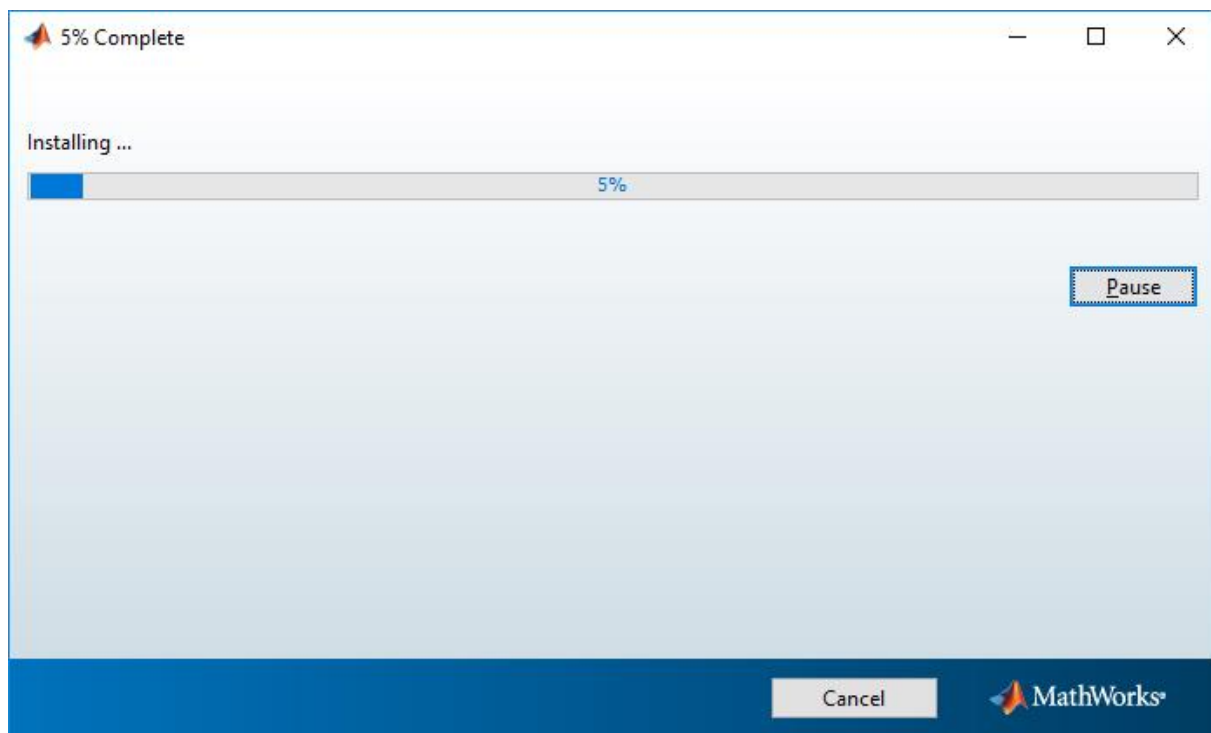 5% Complete
Installing ...
5%
Pause
Cancel
MathWorks®